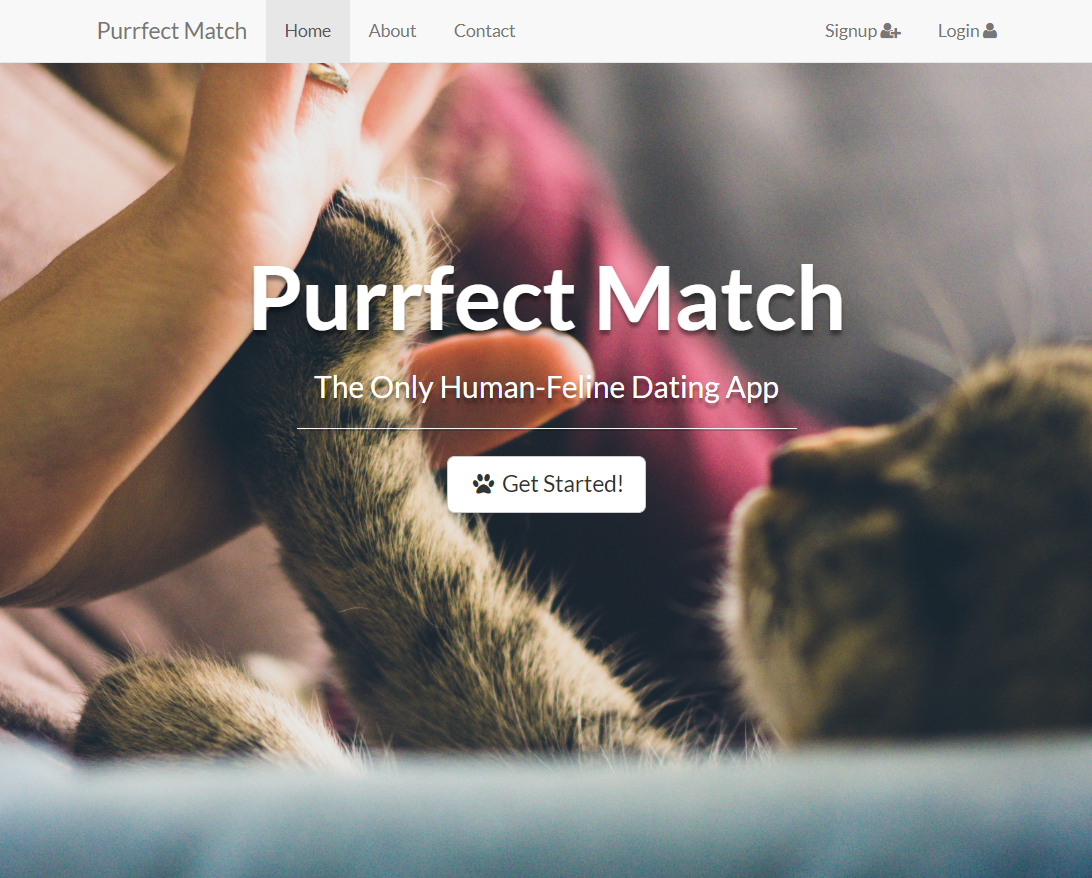 Purrfect Match Home About Contact Signup Login
Purrfect Match
The Only Human-Feline Dating App
Get Started!